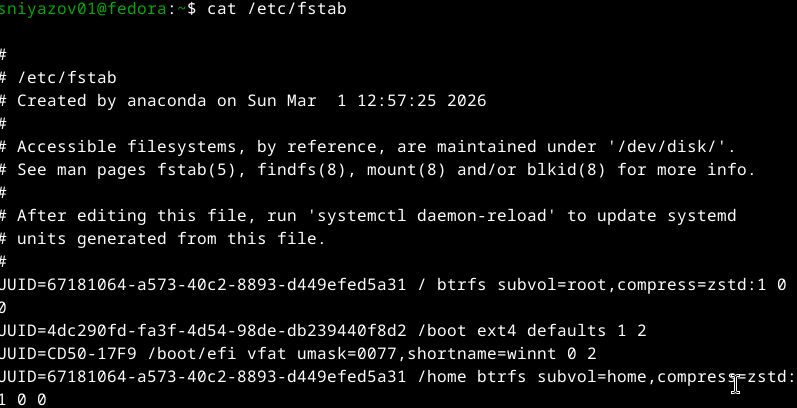 sniyazov01@fedora:~$ cat /etc/fstab
#
# /etc/fstab
# Created by anaconda on Sun Mar  1 12:57:25 2026
#
# Accessible filesystems, by reference, are maintained under '/dev/disk/'.
# See man pages fstab(5), findfs(8), mount(8) and/or blkid(8) for more info.
#
# After editing this file, run 'systemctl daemon-reload' to update systemd
# units generated from this file.
#
UUID=67181064-a573-40c2-8893-d449efed5a31 / btrfs subvol=root,compress=zstd:1 0
0
UUID=4dc290fd-fa3f-4d54-98de-db239440f8d2 /boot ext4 defaults 1 2
UUID=CD50-17F9 /boot/efi vfat umask=0077,shortname=winnt 0 2
UUID=67181064-a573-40c2-8893-d449efed5a31 /home btrfs subvol=home,compress=zstd:
1 0 0